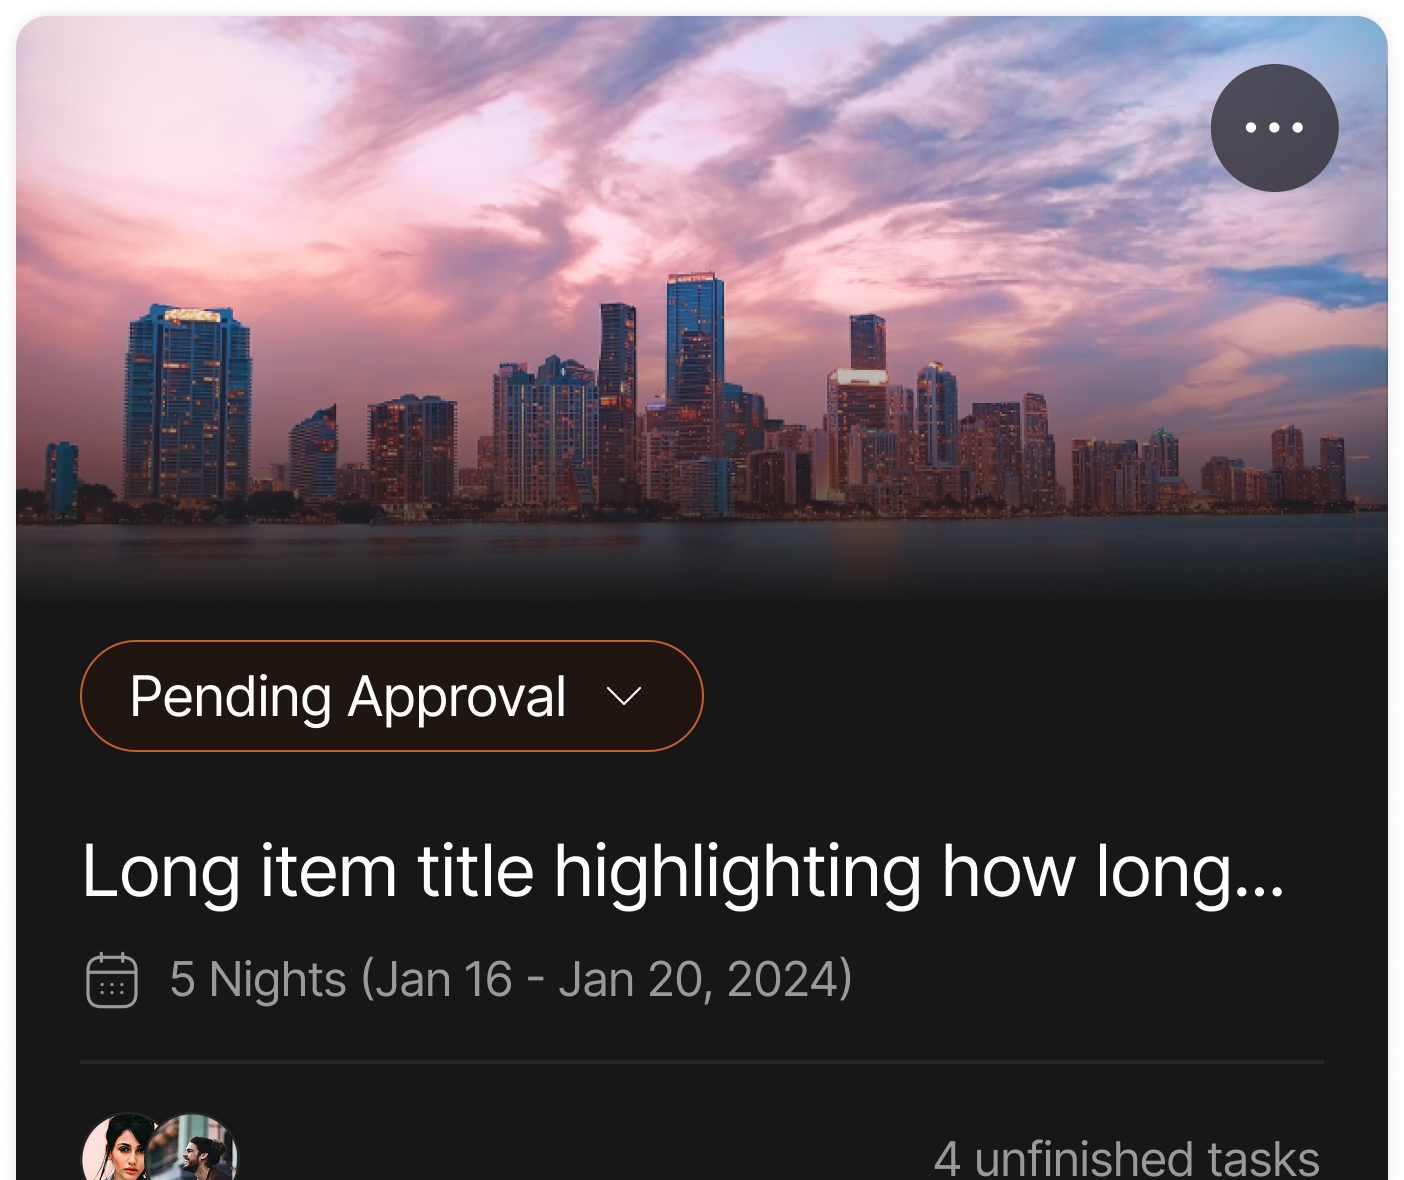 Pending Approval
Long item title highlighting how long...
5 Nights (Jan 16 - Jan 20, 2024)
4 unfinished tasks